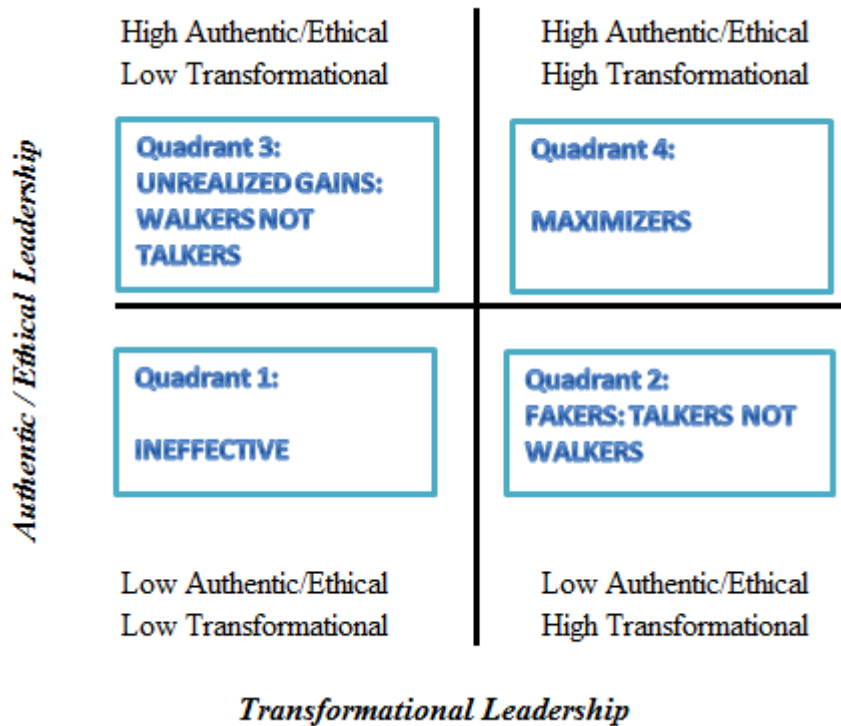 High Authentic/Ethical
Low Transformational
High Authentic/Ethical
High Transformational
Quadrant 3:
UNREALIZED GAINS:
WALKERS NOT
TALKERS
Quadrant 4:
MAXIMIZERS
Authentic / Ethical Leadership
Quadrant 1:
INEFFECTIVE
Quadrant 2:
FAKERS: TALKERS NOT
WALKERS
Low Authentic/Ethical
Low Transformational
Low Authentic/Ethical
High Transformational
Transformational Leadership